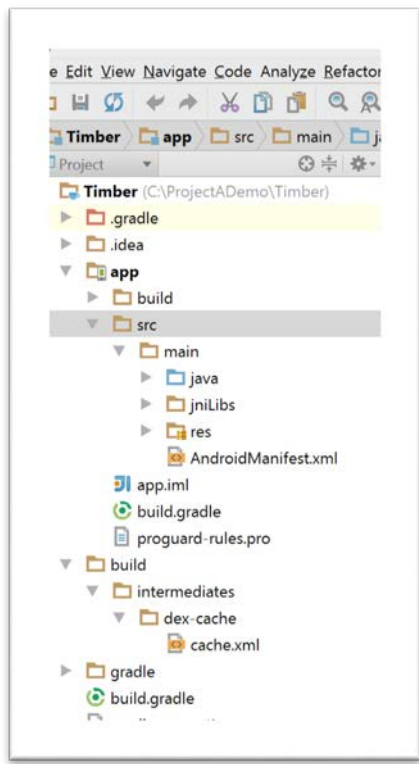 e Edit View Navigate Code Analyze Refactor
Timber app src main j
Project
Timber (C:\ProjectADemo\Timber)
.gradle
.idea
app
build
src
main
java
jniLibs
res
AndroidManifest.xml
app.iml
build.gradle
proguard-rules.pro
build
intermediates
dex-cache
cache.xml
gradle
build.gradle